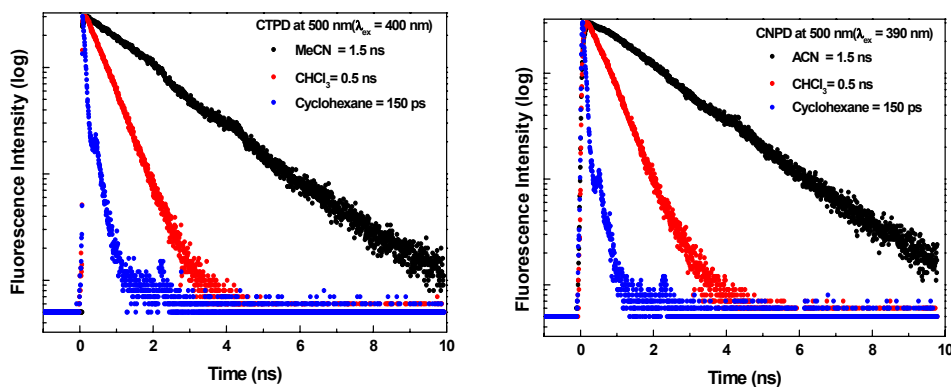 CTPD at 500 nm(λex = 400 nm)
MeCN = 1.5 ns
CHCl3= 0.5 ns
Cyclohexane = 150 ps
Fluorescence Intensity (log)
0 2 4 6 8 10
Time (ns)
CNPD at 500 nm(λex = 390 nm)
ACN = 1.5 ns
CHCl3= 0.5 ns
Cyclohexane = 150 ps
Fluorescence Intensity (log)
0 2 4 6 8 10
Time (ns)